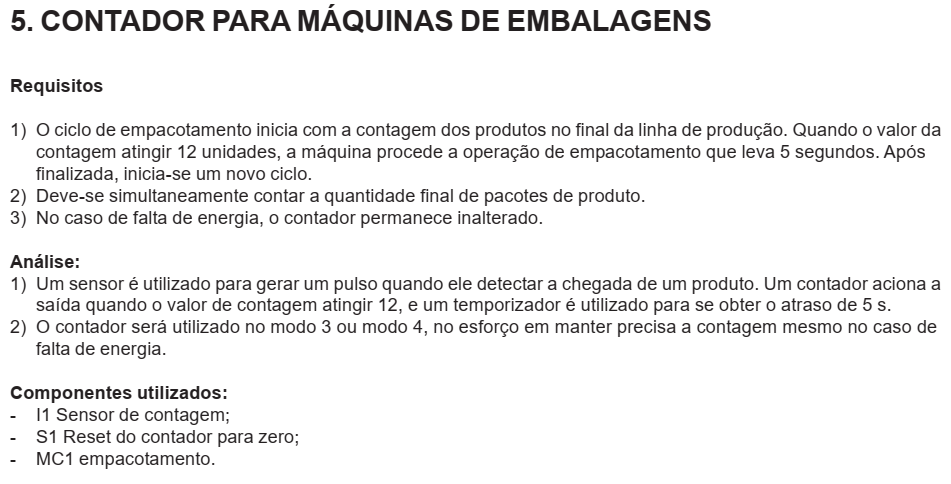 5. CONTADOR PARA MÁQUINAS DE EMBALAGENS
Requisitos
1) O ciclo de empacotamento inicia com a contagem dos produtos no final da linha de produção. Quando o valor da
contagem atingir 12 unidades, a máquina procede a operação de empacotamento que leva 5 segundos. Após
finalizada, inicia-se um novo ciclo.
2) Deve-se simultaneamente contar a quantidade final de pacotes de produto.
3) No caso de falta de energia, o contador permanece inalterado.
Análise:
1) Um sensor é utilizado para gerar um pulso quando ele detectar a chegada de um produto. Um contador aciona a
saída quando o valor de contagem atingir 12, e um temporizador é utilizado para se obter o atraso de 5 s.
2) O contador será utilizado no modo 3 ou modo 4, no esforço em manter precisa a contagem mesmo no caso de
falta de energia.
Componentes utilizados:
- I1 Sensor de contagem;
- S1 Reset do contador para zero;
- MC1 empacotamento.